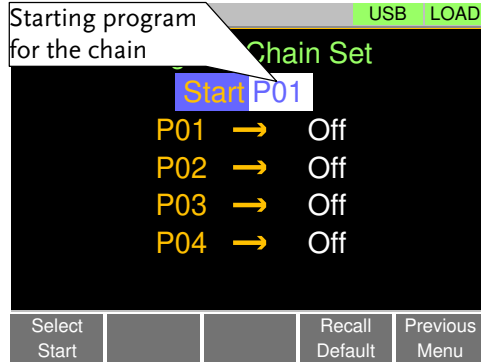 Starting program
for the chain
USB LOAD
Chain Set
Start P01
P01 → Off
P02 → Off
P03 → Off
P04 → Off
Select Start
Recall Default
Previous Menu